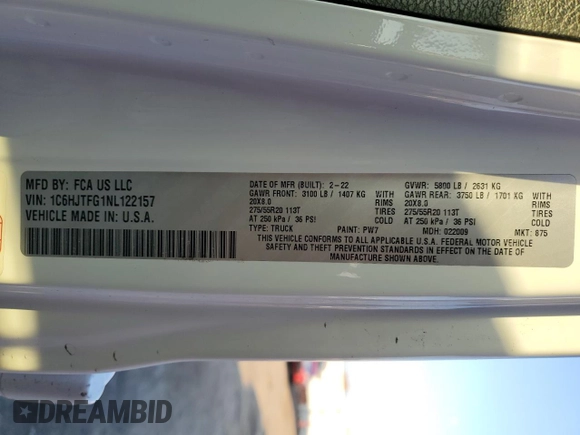 MFD BY: FCA US LLC
VIN: 1C6HJTFG1NL122157
VEHICLE MADE IN U.S.A.
DATE OF MFR (BUILT): 2-22
GVWR: 5800 LB / 2631 KG
GAWR FRONT: 3100 LB / 1407 KG WITH
20X8.0 RIMS
275/55R20 113T TIRES
AT 250 kPa / 36 PSI COLD
GAWR REAR: 3750 LB / 1701 KG WITH
20X8.0 RIMS
275/55R20 113T TIRES
AT 250 kPa / 36 PSI COLD
TYPE: TRUCK PAINT: PW7 MDH: 022009 MKT: 875
THIS VEHICLE CONFORMS TO ALL APPLICABLE U.S.A. FEDERAL MOTOR VEHICLE
SAFETY AND THEFT PREVENTION STANDARDS IN EFFECT ON THE DATE OF
MANUFACTURE SHOWN ABOVE.
DREAMBID